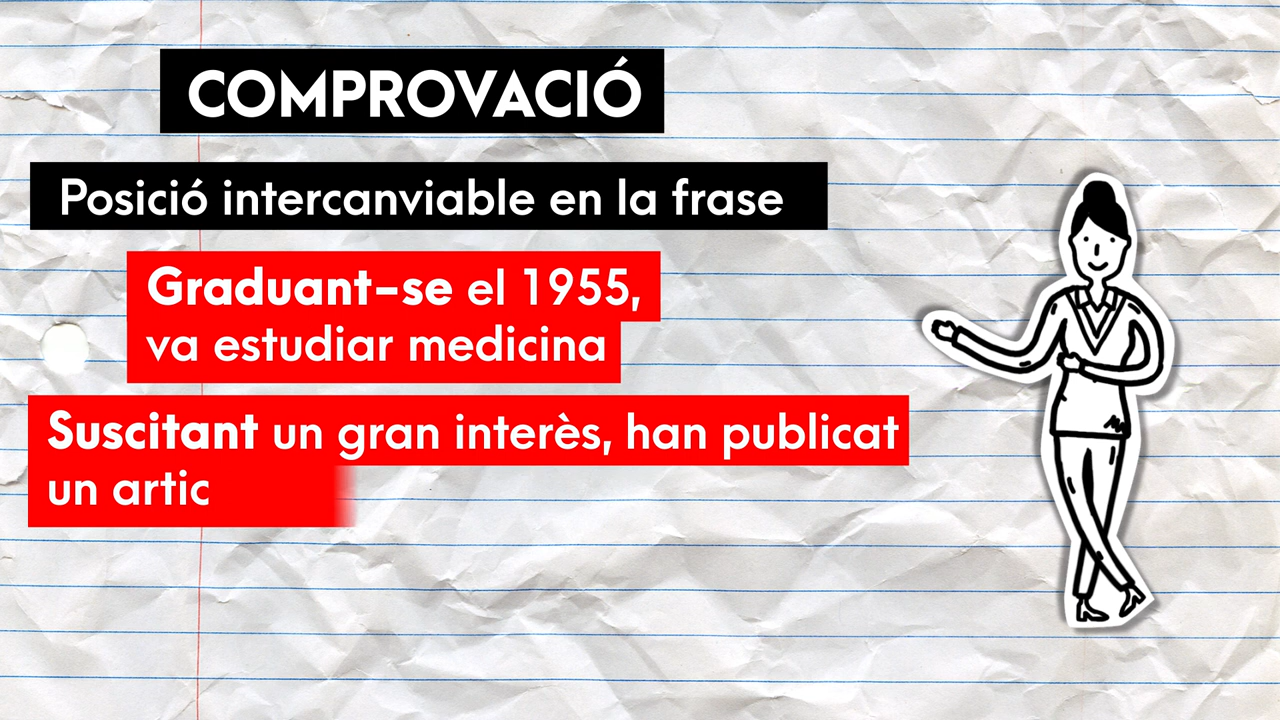 COMPROVACIÓ
Posició intercanviable en la frase
Graduant-se el 1955,
va estudiar medicina
Suscitant un gran interès, han publicat
un artic